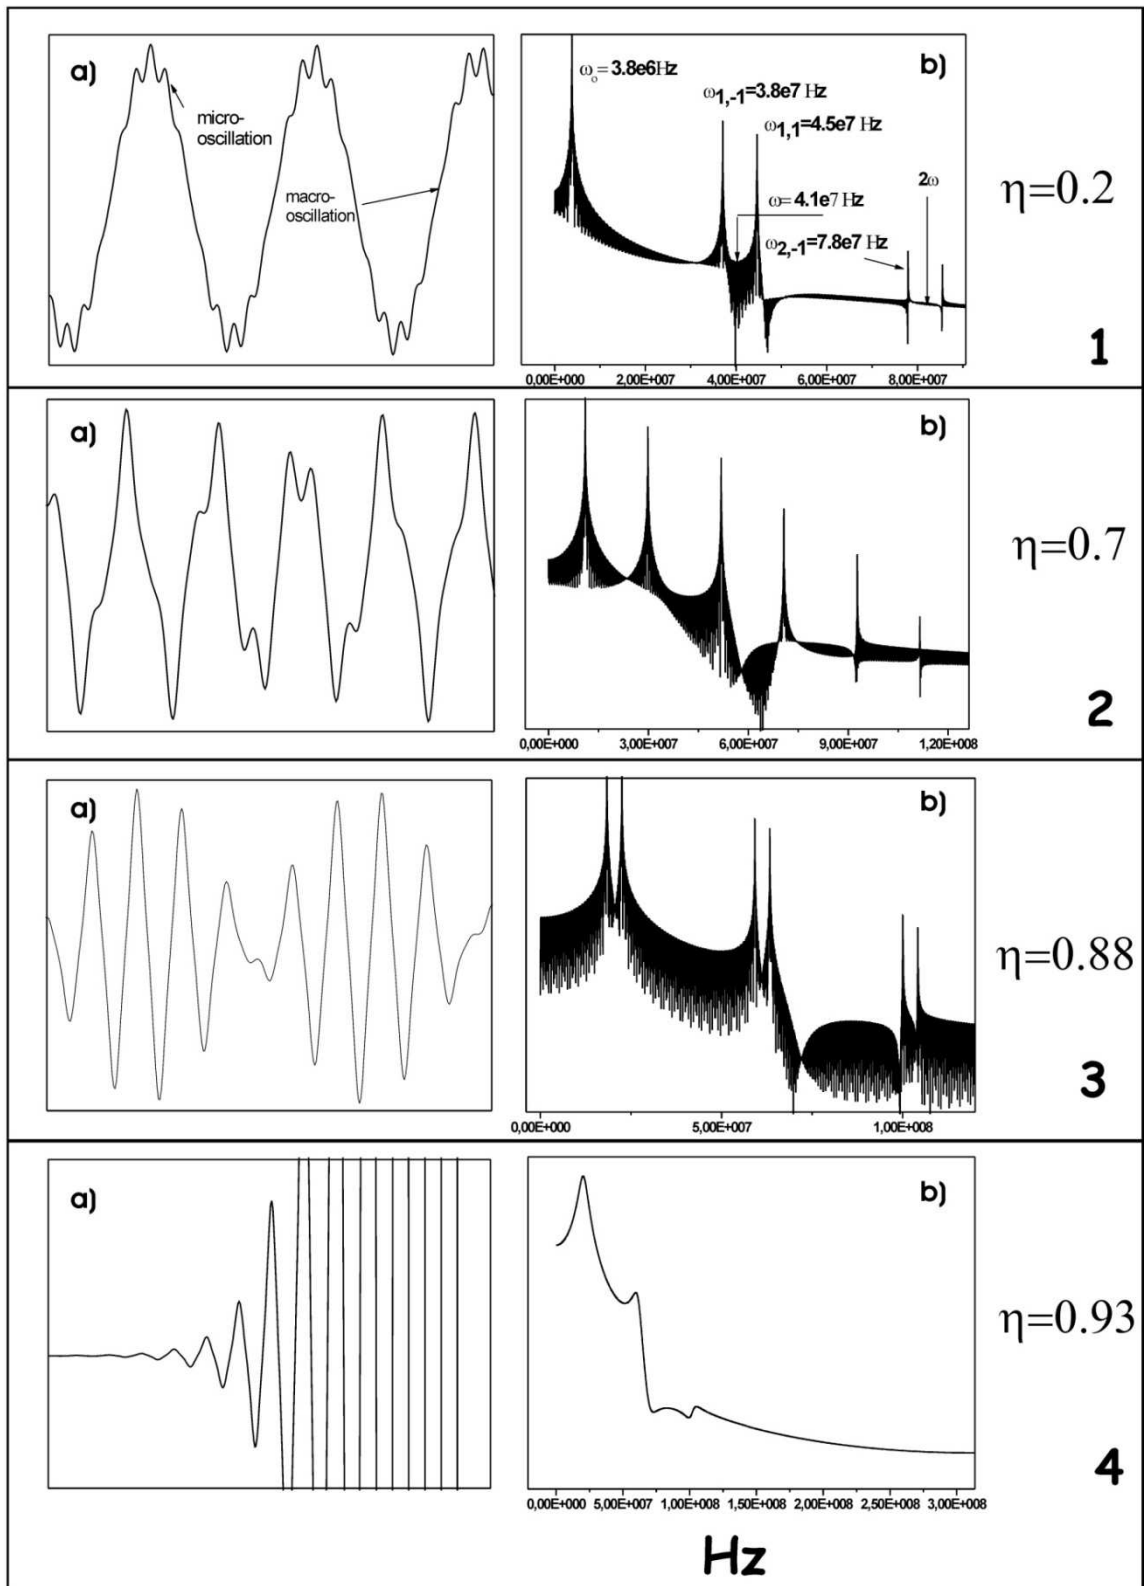 a)
micro-
oscillation
macro-
oscillation
b)
ωₒ= 3.8e6Hz
ω1,-1=3.8e7 Hz
ω1,1=4.5e7 Hz
ω= 4.1e7 Hz
2ω
ω2,-1=7.8e7 Hz
0,00E+000 2,00E+007 4,00E+007 6,00E+007 8,00E+007
η=0.2
1
a)
b)
0,00E+000 3,00E+007 6,00E+007 9,00E+007 1,20E+008
η=0.7
2
a)
b)
0,00E+000 5,00E+007 1,00E+008
η=0.88
3
a)
b)
0,00E+000 5,00E+007 1,00E+008 1,50E+008 2,00E+008 2,50E+008 3,00E+008
η=0.93
4
Hz